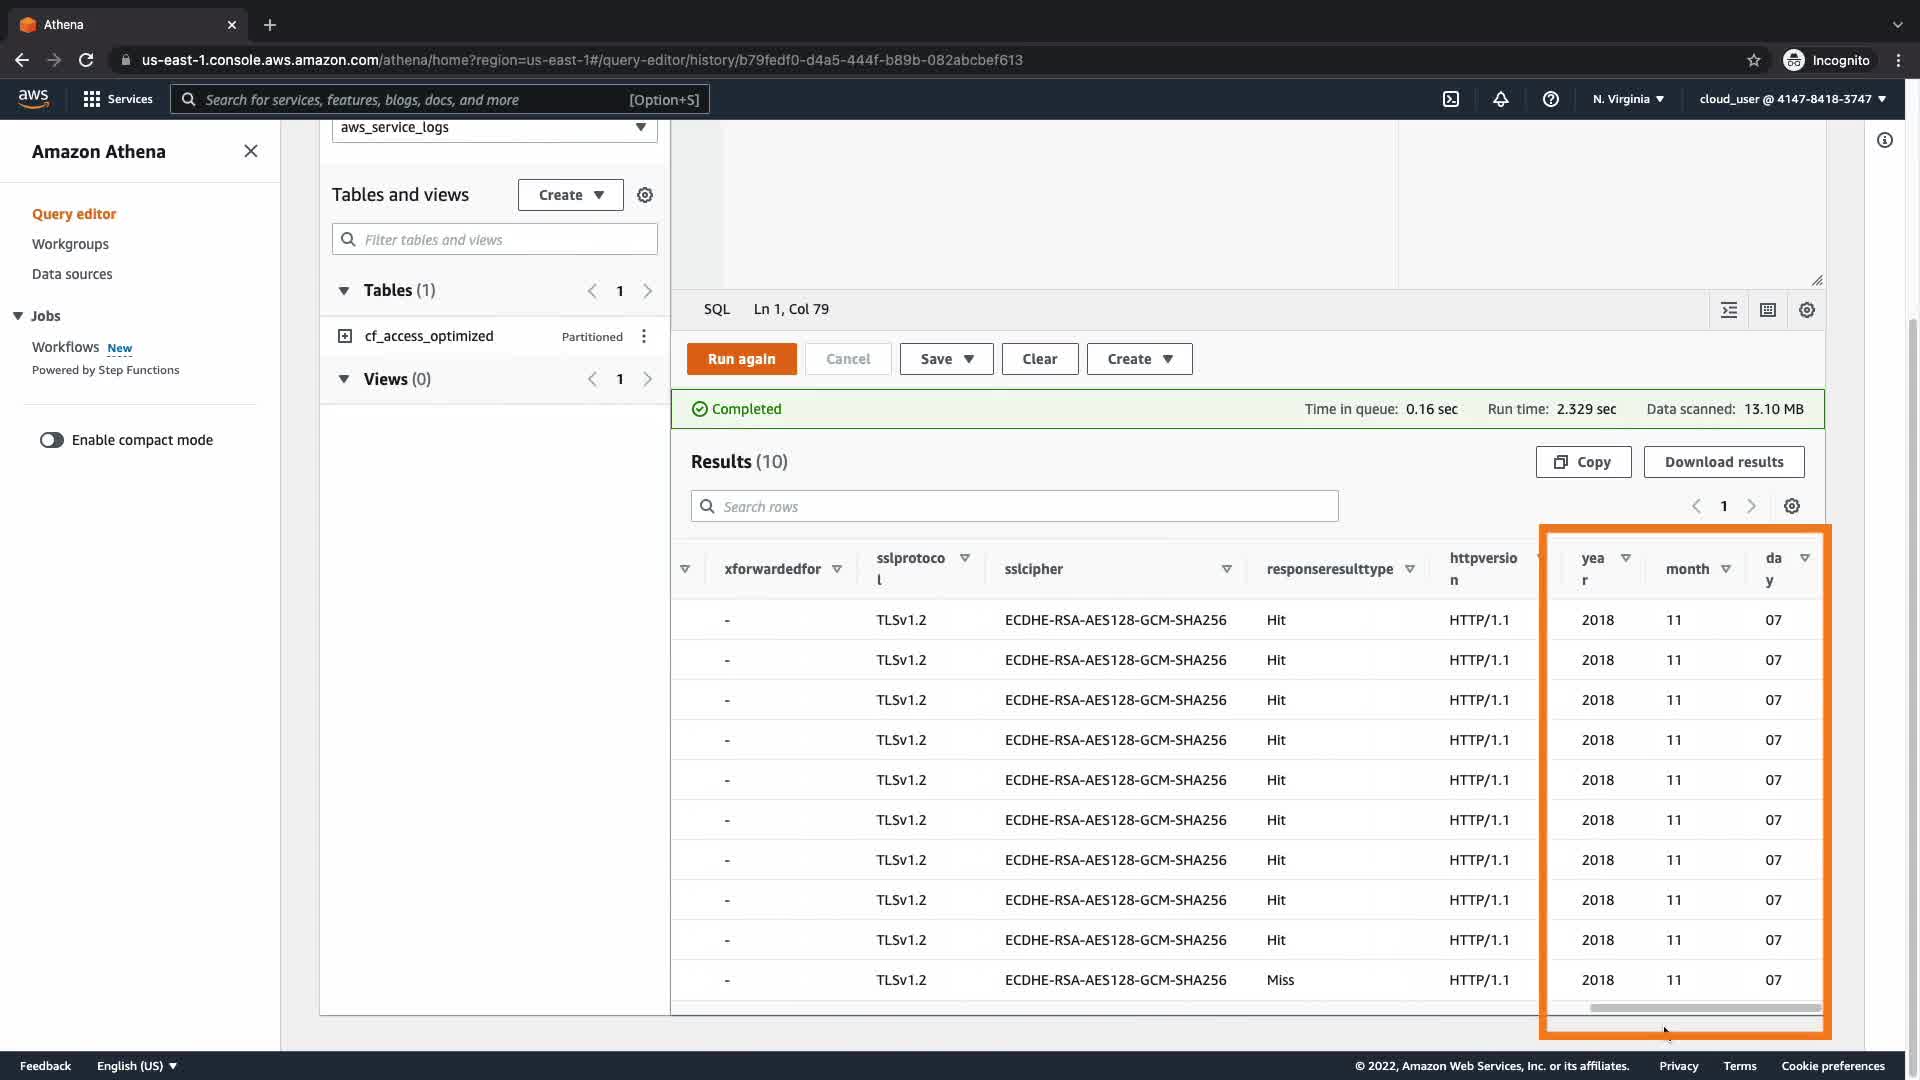 Athena
us-east-1.console.aws.amazon.com/athena/home?region=us-east-1#/query-editor/history/b79fedf0-d4a5-444f-b89b-082abcbef613
Incognito
aws
Services
Search for services, features, blogs, docs, and more
[Option+S]
N. Virginia
cloud_user @ 4147-8418-3747
Amazon Athena
Query editor
Workgroups
Data sources
Jobs
Workflows New
Powered by Step Functions
Enable compact mode
aws_service_logs
Tables and views
Create
Filter tables and views
Tables (1)
1
cf_access_optimized
Partitioned
Views (0)
1
SQL
Ln 1, Col 79
Run again
Cancel
Save
Clear
Create
Completed
Time in queue: 0.16 sec
Run time: 2.329 sec
Data scanned: 13.10 MB
Results (10)
Copy
Download results
Search rows
1
xforwardedfor
sslprotoco
l
sslcipher
responseresulttype
httpversio
n
yea
r
month
da
y
- TLSv1.2 ECDHE-RSA-AES128-GCM-SHA256 Hit HTTP/1.1 2018 11 07
- TLSv1.2 ECDHE-RSA-AES128-GCM-SHA256 Hit HTTP/1.1 2018 11 07
- TLSv1.2 ECDHE-RSA-AES128-GCM-SHA256 Hit HTTP/1.1 2018 11 07
- TLSv1.2 ECDHE-RSA-AES128-GCM-SHA256 Hit HTTP/1.1 2018 11 07
- TLSv1.2 ECDHE-RSA-AES128-GCM-SHA256 Hit HTTP/1.1 2018 11 07
- TLSv1.2 ECDHE-RSA-AES128-GCM-SHA256 Hit HTTP/1.1 2018 11 07
- TLSv1.2 ECDHE-RSA-AES128-GCM-SHA256 Hit HTTP/1.1 2018 11 07
- TLSv1.2 ECDHE-RSA-AES128-GCM-SHA256 Hit HTTP/1.1 2018 11 07
- TLSv1.2 ECDHE-RSA-AES128-GCM-SHA256 Hit HTTP/1.1 2018 11 07
- TLSv1.2 ECDHE-RSA-AES128-GCM-SHA256 Miss HTTP/1.1 2018 11 07
Feedback
English (US)
© 2022, Amazon Web Services, Inc. or its affiliates.
Privacy
Terms
Cookie preferences